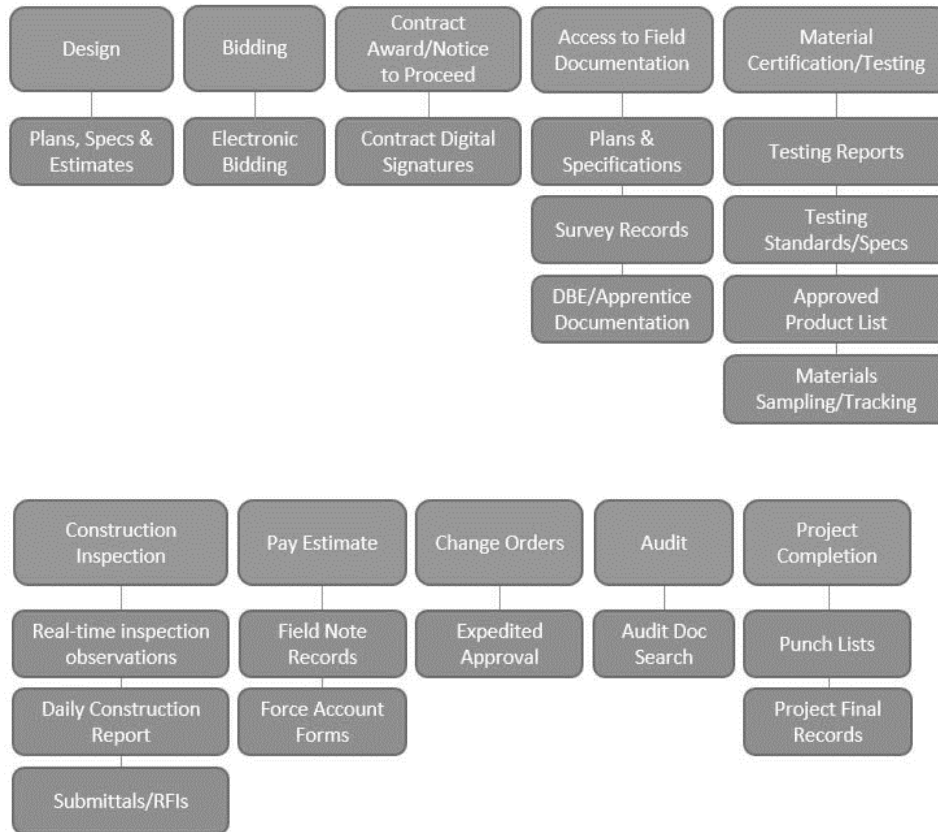 Design
Plans, Specs &
Estimates
Bidding
Electronic
Bidding
Contract
Award/Notice
to Proceed
Contract Digital
Signatures
Access to Field
Documentation
Plans &
Specifications
Survey Records
DBE/Apprentice
Documentation
Material
Certification/Testing
Testing Reports
Testing
Standards/Specs
Approved
Product List
Materials
Sampling/Tracking
Construction
Inspection
Real-time inspection
observations
Daily Construction
Report
Submittals/RFIs
Pay Estimate
Field Note
Records
Force Account
Forms
Change Orders
Expedited
Approval
Audit
Audit Doc
Search
Project
Completion
Punch Lists
Project Final
Records